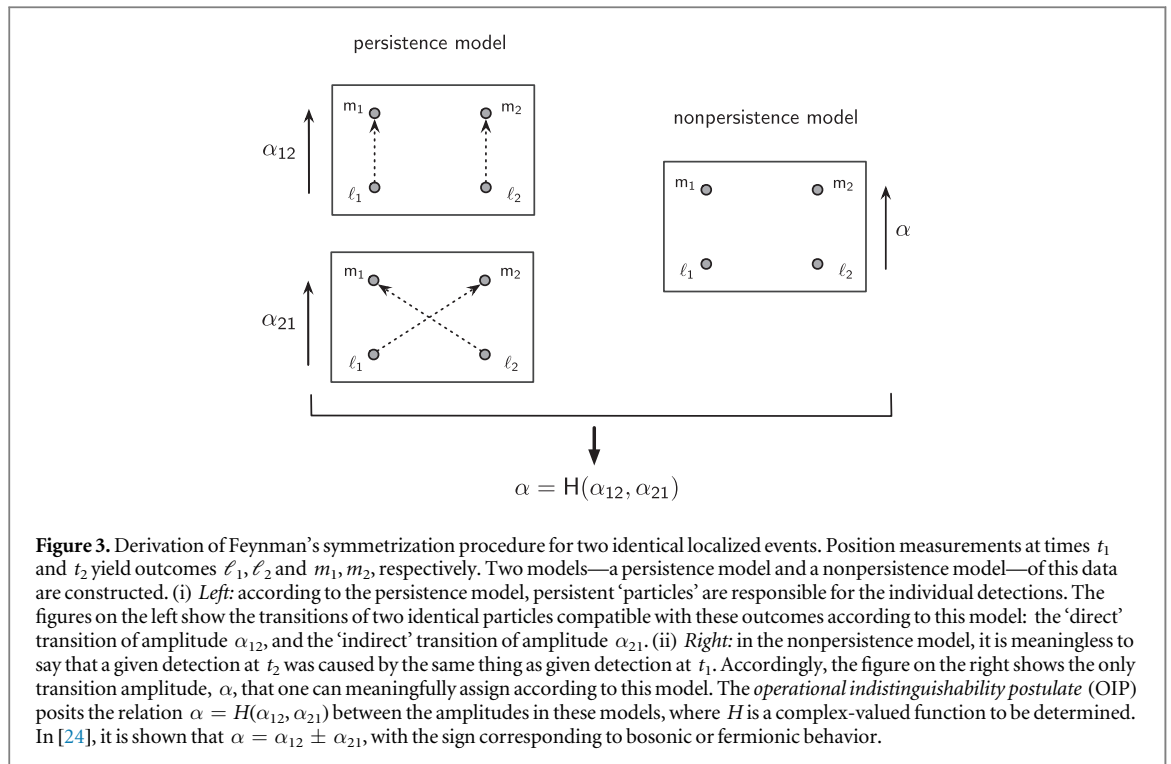 persistence model
m₁
m₂
α₁₂
ℓ₁
ℓ₂
nonpersistence model
m₁
m₂
α
ℓ₁
ℓ₂
m₁
m₂
α₂₁
ℓ₁
ℓ₂
α = H(α₁₂, α₂₁)
Figure 3. Derivation of Feynman's symmetrization procedure for two identical localized events. Position measurements at times t₁
and t₂ yield outcomes ℓ₁, ℓ₂ and m₁, m₂, respectively. Two models—a persistence model and a nonpersistence model—of this data
are constructed. (i) Left: according to the persistence model, persistent 'particles' are responsible for the individual detections. The
figures on the left show the transitions of two identical particles compatible with these outcomes according to this model: the 'direct'
transition of amplitude α₁₂, and the 'indirect' transition of amplitude α₂₁. (ii) Right: in the nonpersistence model, it is meaningless to
say that a given detection at t₂ was caused by the same thing as given detection at t₁. Accordingly, the figure on the right shows the only
transition amplitude, α, that one can meaningfully assign according to this model. The operational indistinguishability postulate (OIP)
posits the relation α = H(α₁₂, α₂₁) between the amplitudes in these models, where H is a complex-valued function to be determined.
In [24], it is shown that α = α₁₂ ± α₂₁, with the sign corresponding to bosonic or fermionic behavior.